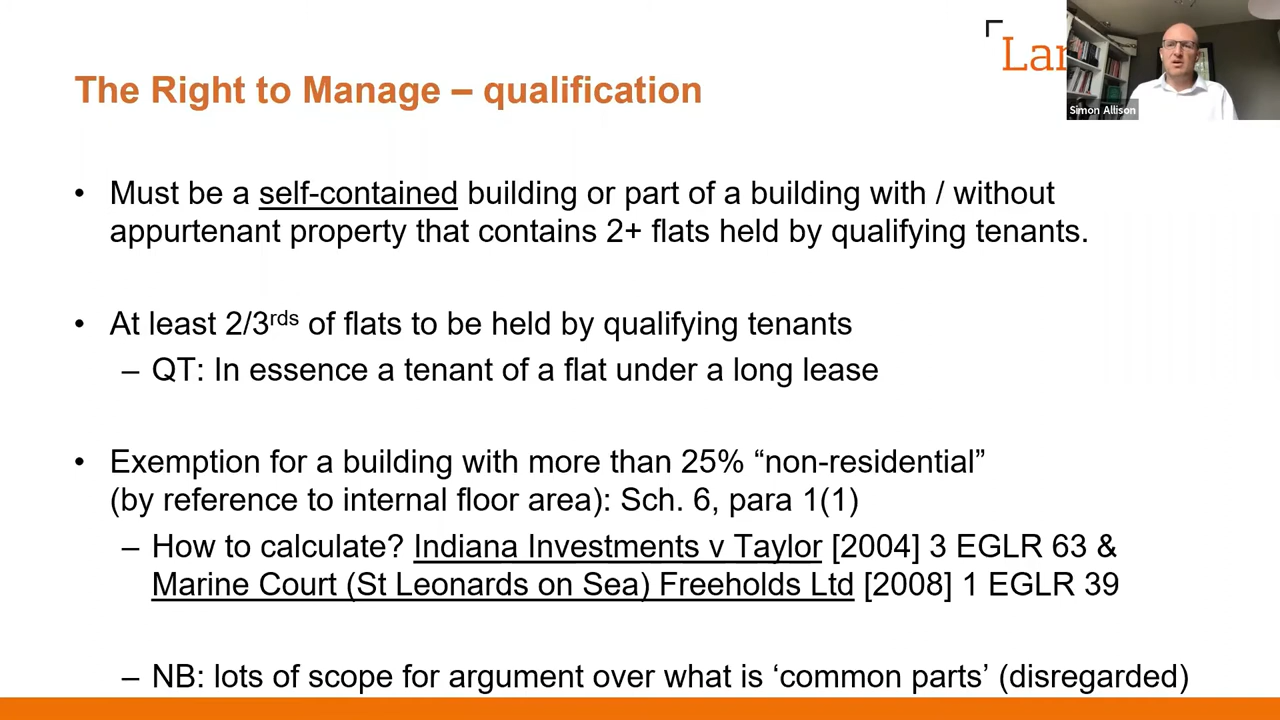 Lan
Simon Allison
The Right to Manage – qualification
• Must be a self-contained building or part of a building with / without
appurtenant property that contains 2+ flats held by qualifying tenants.
• At least 2/3rds of flats to be held by qualifying tenants
– QT: In essence a tenant of a flat under a long lease
• Exemption for a building with more than 25% “non-residential”
(by reference to internal floor area): Sch. 6, para 1(1)
– How to calculate? Indiana Investments v Taylor [2004] 3 EGLR 63 &
Marine Court (St Leonards on Sea) Freeholds Ltd [2008] 1 EGLR 39
– NB: lots of scope for argument over what is ‘common parts’ (disregarded)